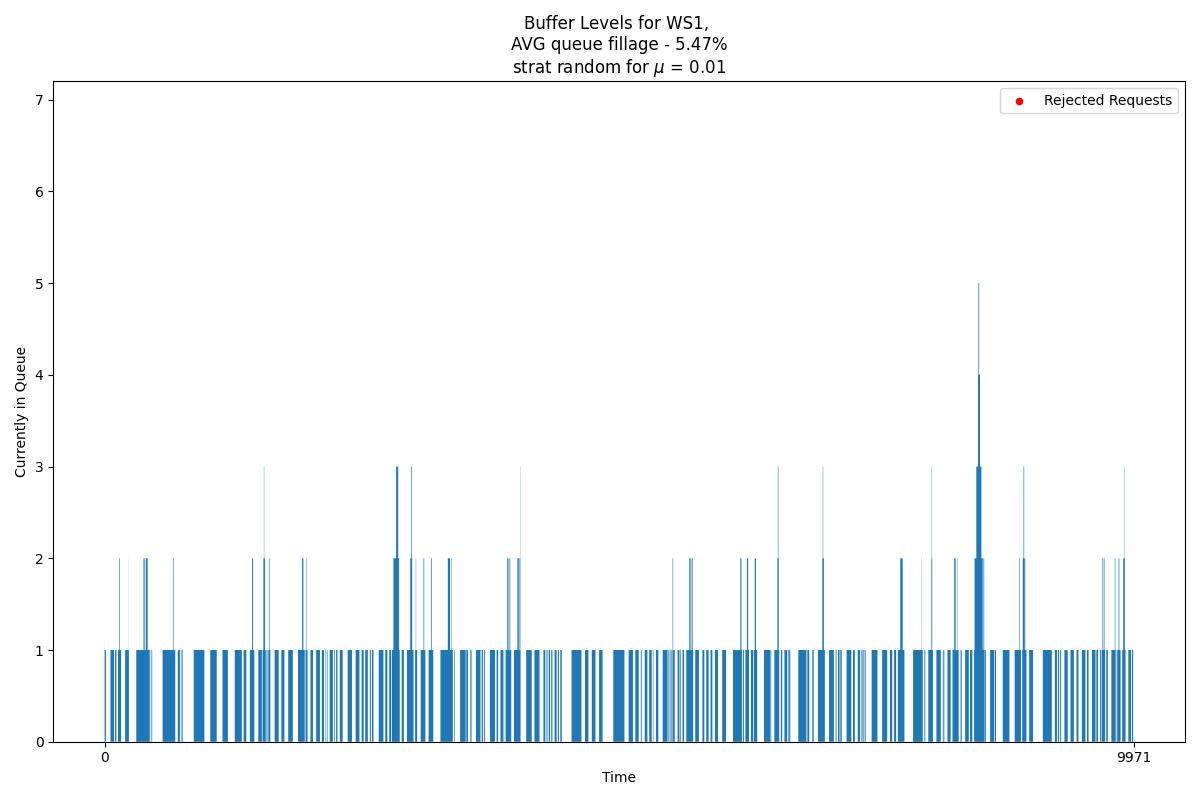 Buffer Levels for WS1,
AVG queue fillage - 5.47%
strat random for μ = 0.01
Rejected Requests
7
6
5
4
3
2
1
0
Currently in Queue
0
9971
Time